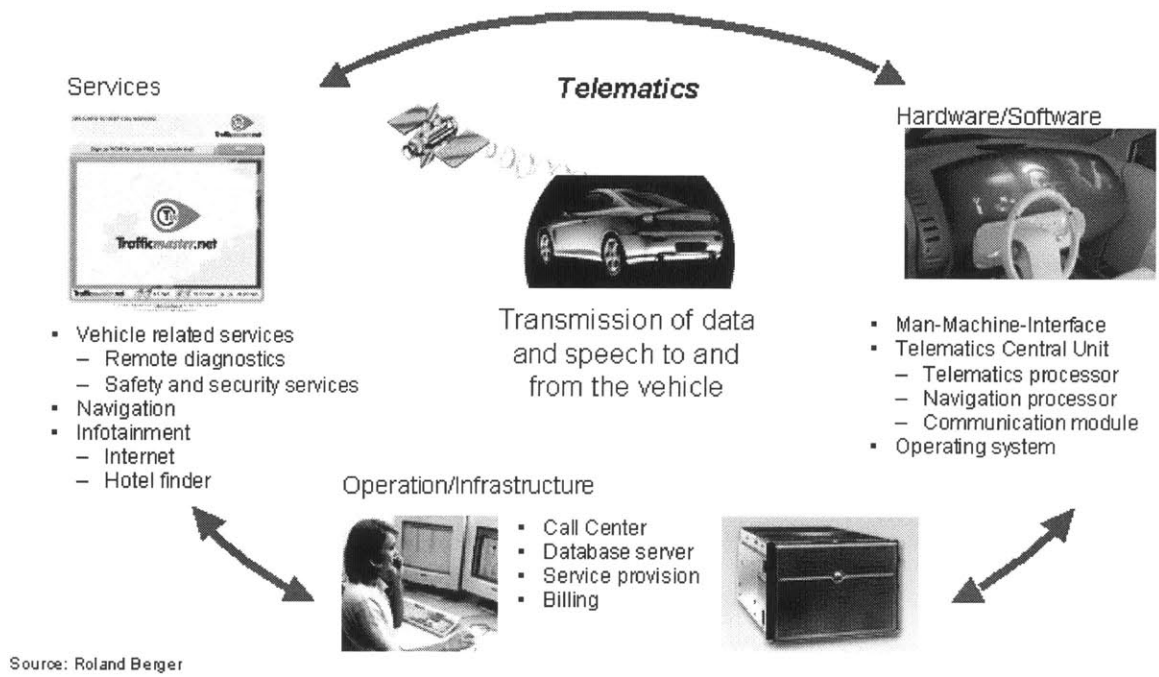 Telematics
Services
Trafficmaster.net
▪ Vehicle related services
– Remote diagnostics
– Safety and security services
▪ Navigation
▪ Infotainment
– Internet
– Hotel finder
Transmission of data
and speech to and
from the vehicle
Hardware/Software
▪ Man-Machine-Interface
▪ Telematics Central Unit
– Telematics processor
– Navigation processor
– Communication module
▪ Operating system
Operation/Infrastructure
▪ Call Center
▪ Database server
▪ Service provision
▪ Billing
Source: Roland Berger